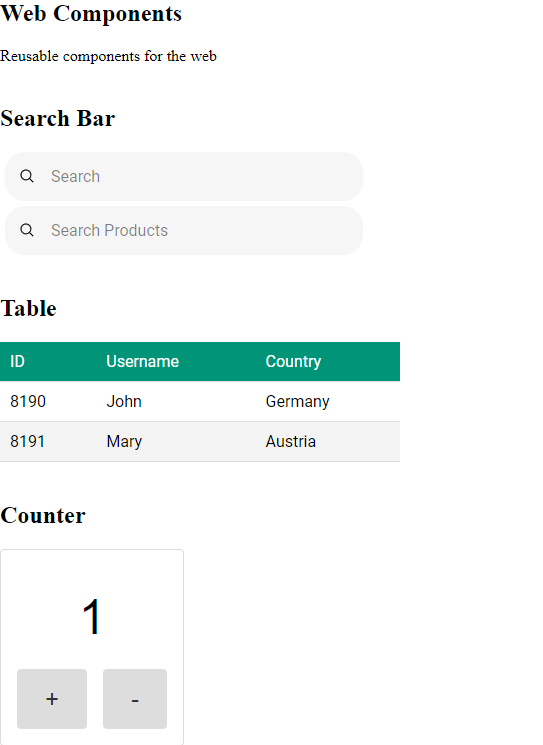 Web Components
Reusable components for the web
Search Bar
Search
Search Products
Table
ID Username Country
8190 John Germany
8191 Mary Austria
Counter
1
+ -